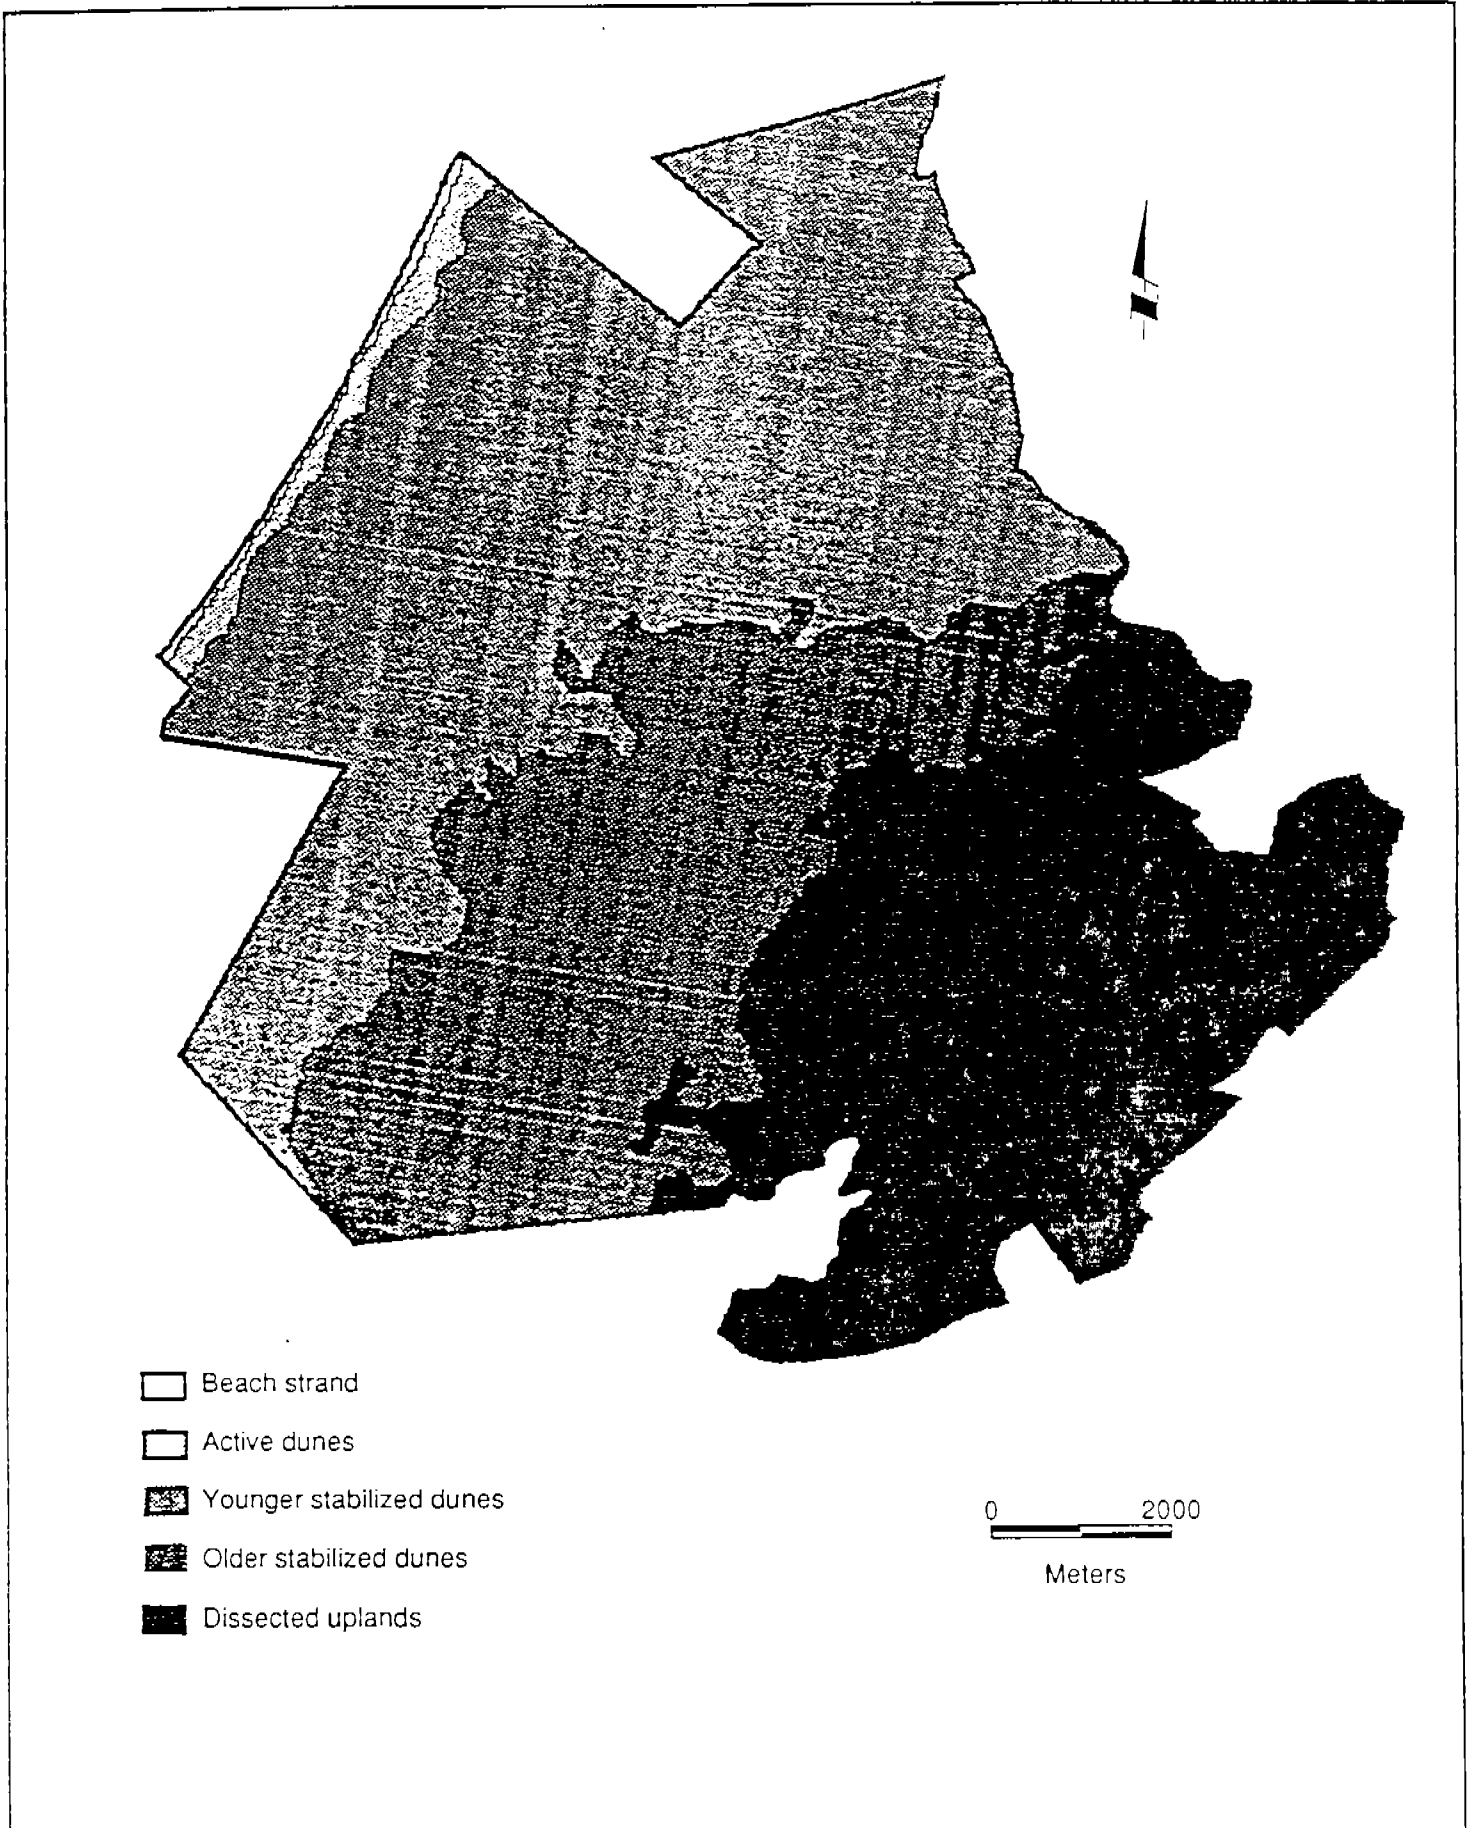 Beach strand
Active dunes
Younger stabilized dunes
Older stabilized dunes
Dissected uplands
0 2000
Meters